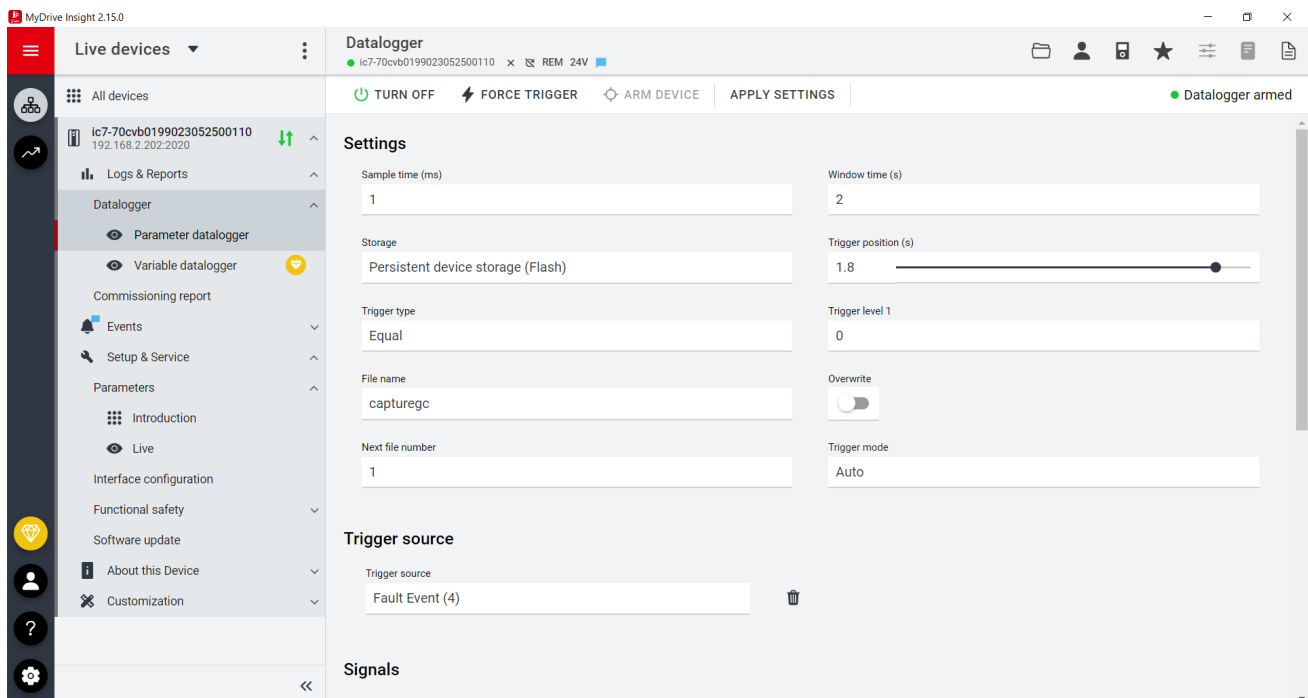 MyDrive Insight 2.15.0
Live devices
Datalogger
ic7-70cvb0199023052500110 REM 24V
All devices
TURN OFF FORCE TRIGGER ARM DEVICE APPLY SETTINGS Datalogger armed
ic7-70cvb0199023052500110
192.168.2.202:2020
Logs & Reports
Datalogger
Parameter datalogger
Variable datalogger
Commissioning report
Events
Setup & Service
Parameters
Introduction
Live
Interface configuration
Functional safety
Software update
About this Device
Customization
Settings
Sample time (ms) Window time (s)
1 2
Storage Trigger position (s)
Persistent device storage (Flash) 1.8
Trigger type Trigger level 1
Equal 0
File name Overwrite
capturegc
Next file number Trigger mode
1 Auto
Trigger source
Trigger source
Fault Event (4)
Signals